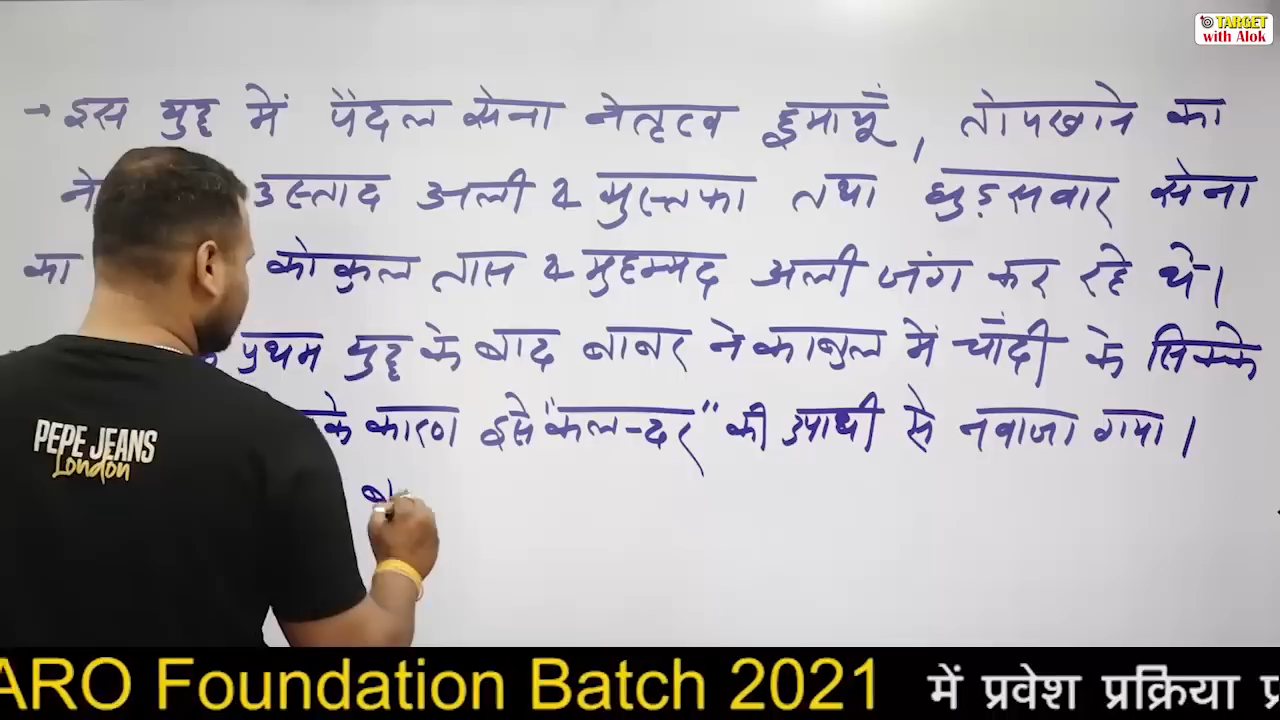 TARGET
with Alok
→ इस युद्ध में पैदल सेना नेतृत्व हुमायूँ, तोपखाने का
उस्ताद अली & मुस्तफा तथा घुड़सवार सेना
का कोकुल तास & मुहम्मद अली जंग कर रहे थे।
प्रथम युद्ध के बाद बाबर ने काबुल में चाँदी के सिक्के
के कारण इसे "कलन्दर" की उपाधी से नवाजा गया।
PEPE JEANS
London
ARO Foundation Batch 2021 में प्रवेश प्रक्रिया